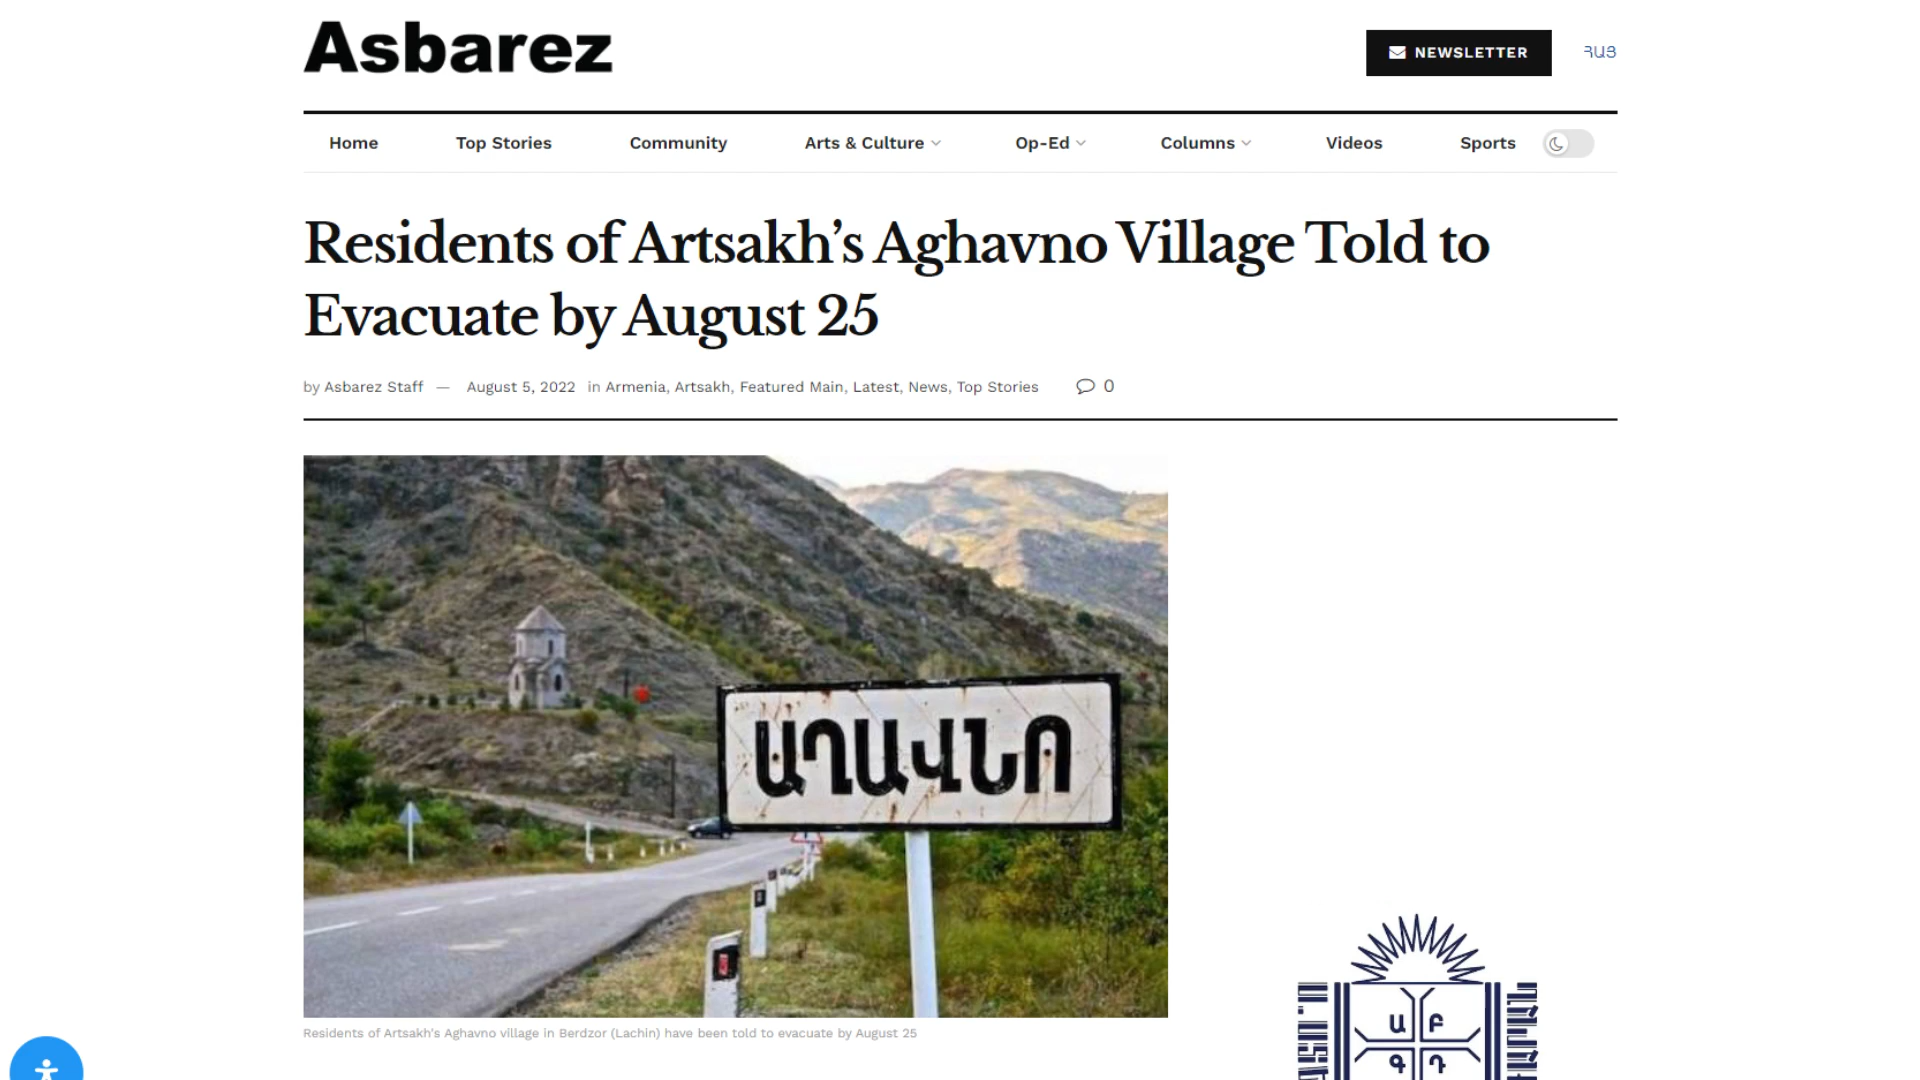 Asbarez
NEWSLETTER
ՀԱՅ
Home Top Stories Community Arts & Culture Op-Ed Columns Videos Sports
Residents of Artsakh’s Aghavno Village Told to
Evacuate by August 25
by Asbarez Staff — August 5, 2022 in Armenia, Artsakh, Featured Main, Latest, News, Top Stories 0
ԱՂԱՎՆՈ
Residents of Artsakh's Aghavno village in Berdzor (Lachin) have been told to evacuate by August 25
Ա Բ
Գ Դ